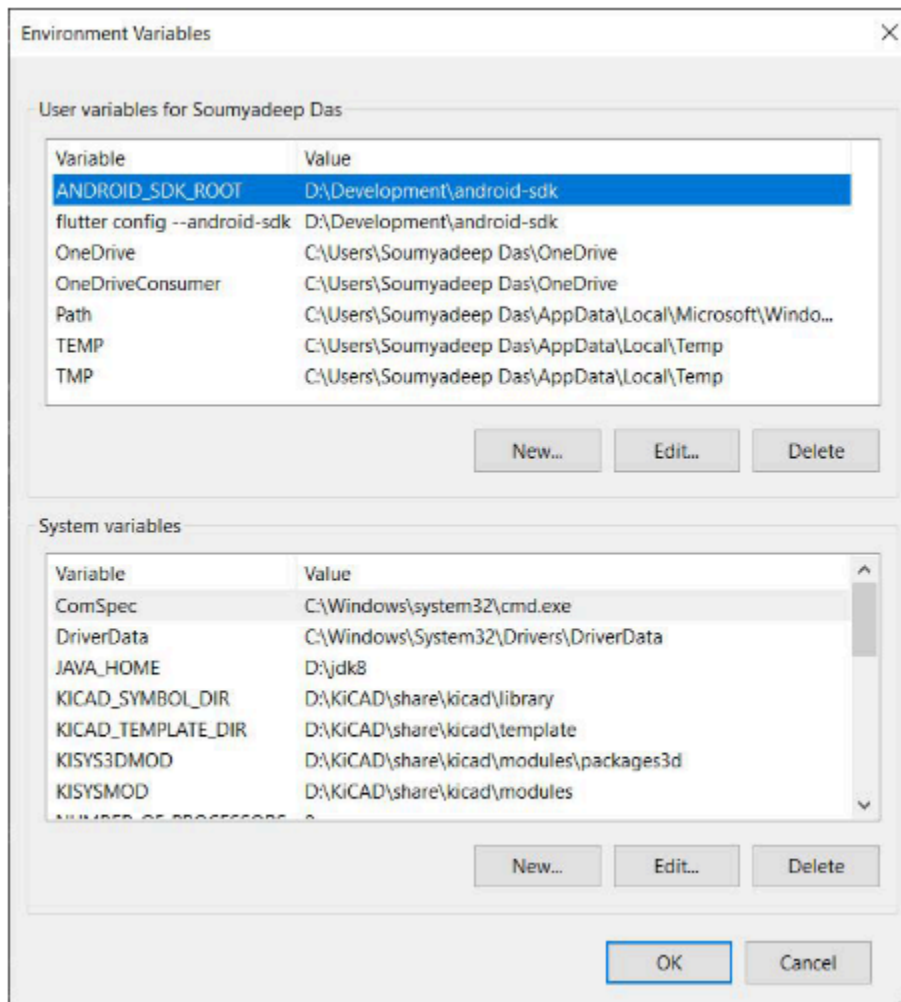 Environment Variables
User variables for Soumyadeep Das
Variable Value
ANDROID_SDK_ROOT D:\Development\android-sdk
flutter config --android-sdk D:\Development\android-sdk
OneDrive C:\Users\Soumyadeep Das\OneDrive
OneDriveConsumer C:\Users\Soumyadeep Das\OneDrive
Path C:\Users\Soumyadeep Das\AppData\Local\Microsoft\Windo...
TEMP C:\Users\Soumyadeep Das\AppData\Local\Temp
TMP C:\Users\Soumyadeep Das\AppData\Local\Temp
New... Edit... Delete
System variables
Variable Value
ComSpec C:\Windows\system32\cmd.exe
DriverData C:\Windows\System32\Drivers\DriverData
JAVA_HOME D:\jdk8
KICAD_SYMBOL_DIR D:\KiCAD\share\kicad\library
KICAD_TEMPLATE_DIR D:\KiCAD\share\kicad\template
KISYS3DMOD D:\KiCAD\share\kicad\modules\packages3d
KISYSMOD D:\KiCAD\share\kicad\modules
NUMBER_OF_PROCESSORS
New... Edit... Delete
OK Cancel